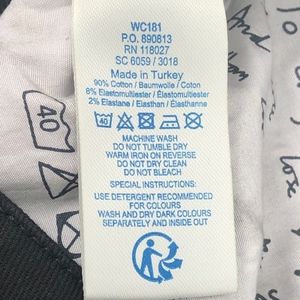 WC181
P.O. 890813
RN 118027
SC 6059 / 3018
Made in Turkey
90% Cotton / Baumwolle / Coton
8% Elastomultiester / Elastomultiester
2% Elastane / Elasthan / Élasthanne
40
MACHINE WASH
DO NOT TUMBLE DRY
WARM IRON ON REVERSE
DO NOT DRY CLEAN
DO NOT BLEACH
SPECIAL INSTRUCTIONS:
USE DETERGENT RECOMMENDED
FOR COLOURS
WASH AND DRY DARK COLOURS
SEPARATELY AND INSIDE OUT
40
And